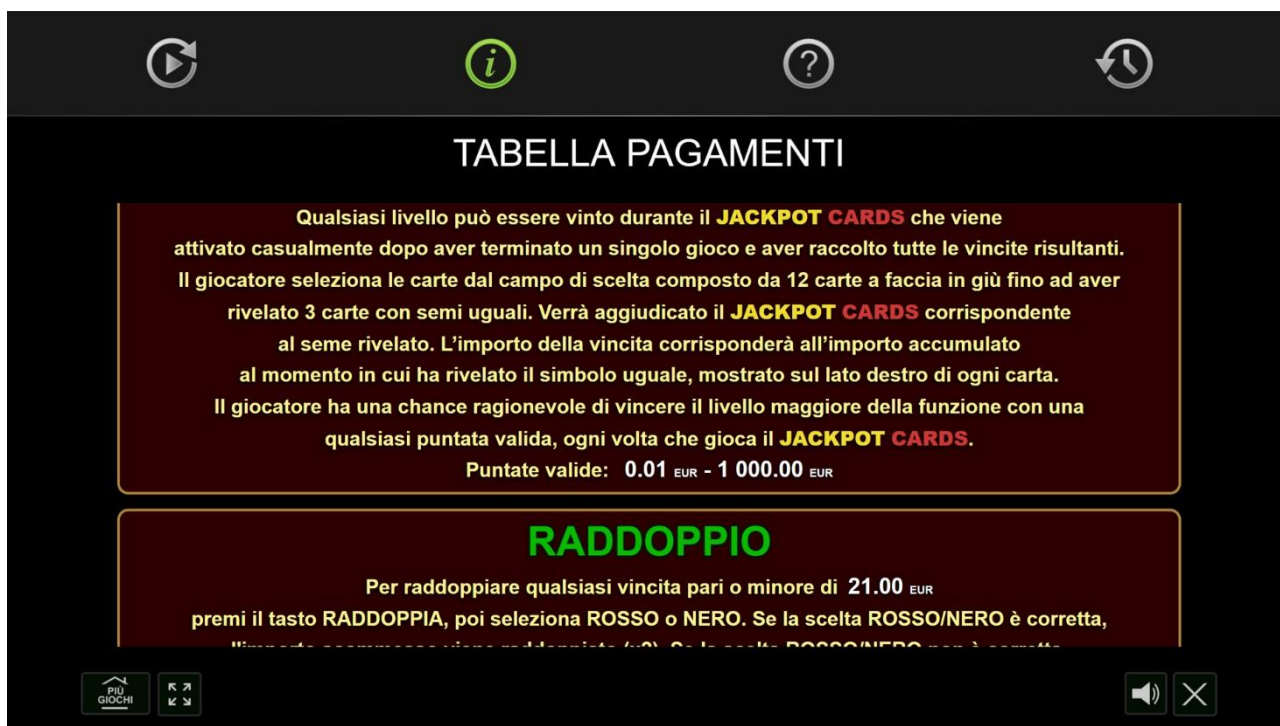 TABELLA PAGAMENTI
Qualsiasi livello può essere vinto durante il JACKPOT CARDS che viene
attivato casualmente dopo aver terminato un singolo gioco e aver raccolto tutte le vincite risultanti.
Il giocatore seleziona le carte dal campo di scelta composto da 12 carte a faccia in giù fino ad aver
rivelato 3 carte con semi uguali. Verrà aggiudicato il JACKPOT CARDS corrispondente
al seme rivelato. L'importo della vincita corrisponderà all'importo accumulato
al momento in cui ha rivelato il simbolo uguale, mostrato sul lato destro di ogni carta.
Il giocatore ha una chance ragionevole di vincere il livello maggiore della funzione con una
qualsiasi puntata valida, ogni volta che gioca il JACKPOT CARDS.
Puntate valide: 0.01 EUR - 1 000.00 EUR
RADDOPPIO
Per raddoppiare qualsiasi vincita pari o minore di 21.00 EUR
premi il tasto RADDOPPIA, poi seleziona ROSSO o NERO. Se la scelta ROSSO/NERO è corretta,
PIÙ
GIOCHI